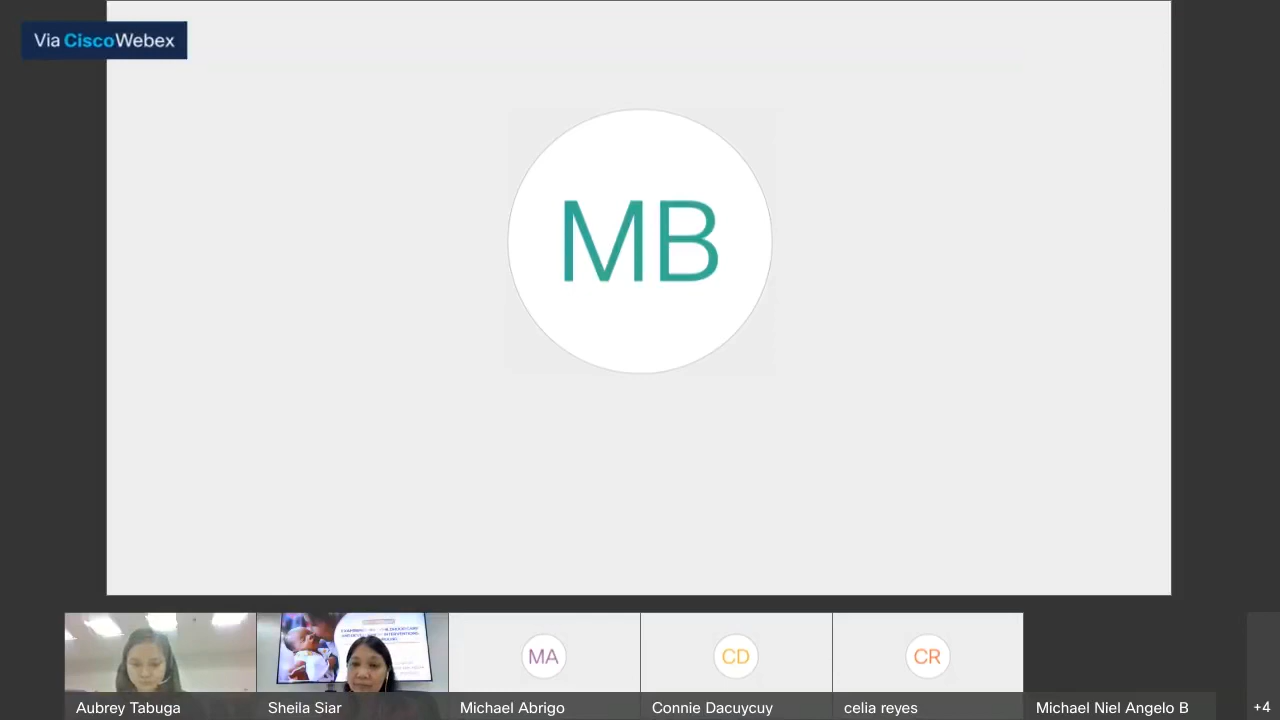 Via CiscoWebex
MB
MA
CD
CR
Aubrey Tabuga
Sheila Siar
Michael Abrigo
Connie Dacuycuy
celia reyes
Michael Niel Angelo B
+4